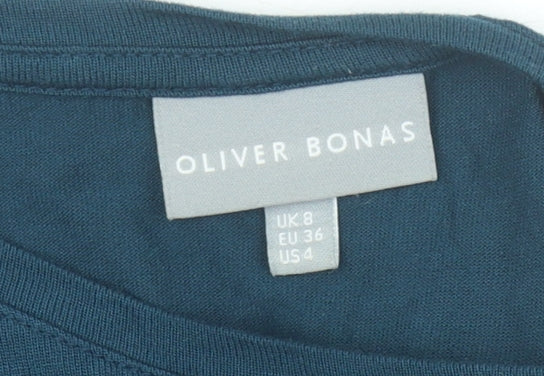 OLIVER BONAS
UK 8
EU 36
US 4